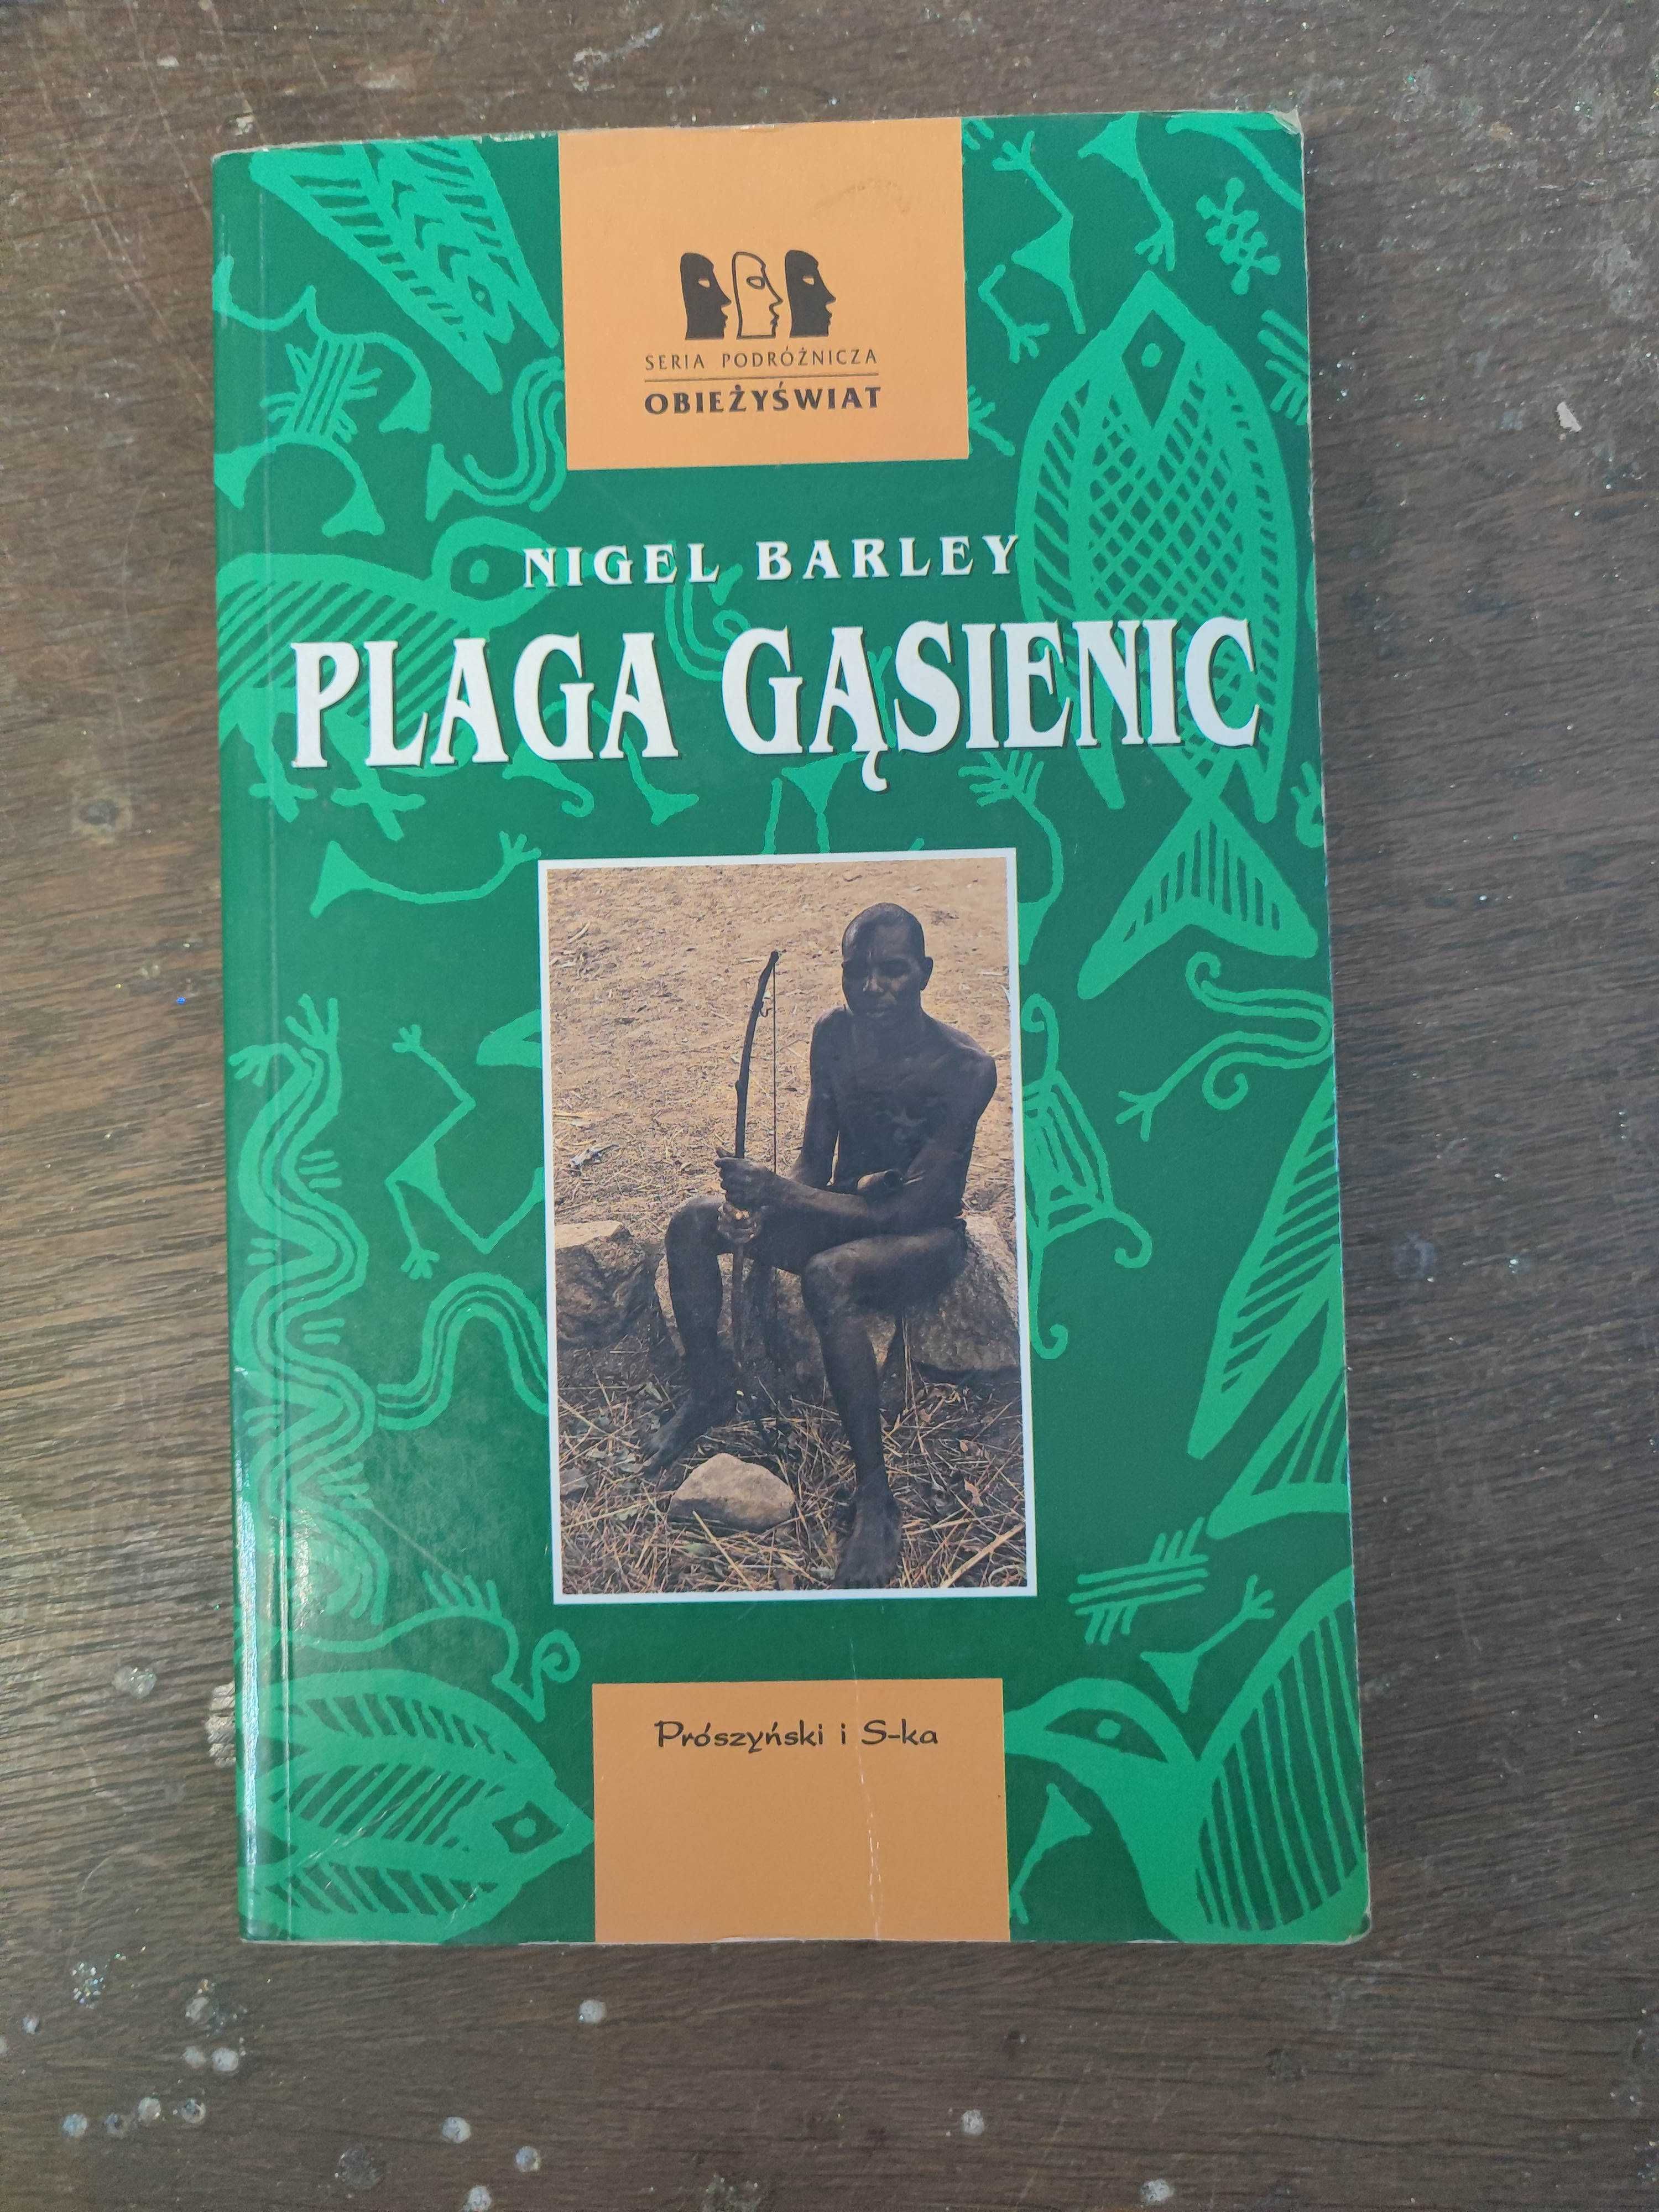 SERIA PODRÓŻNICZA
OBIEŻYŚWIAT
NIGEL BARLEY
PLAGA GĄSIENIC
Prószyński i S-ka